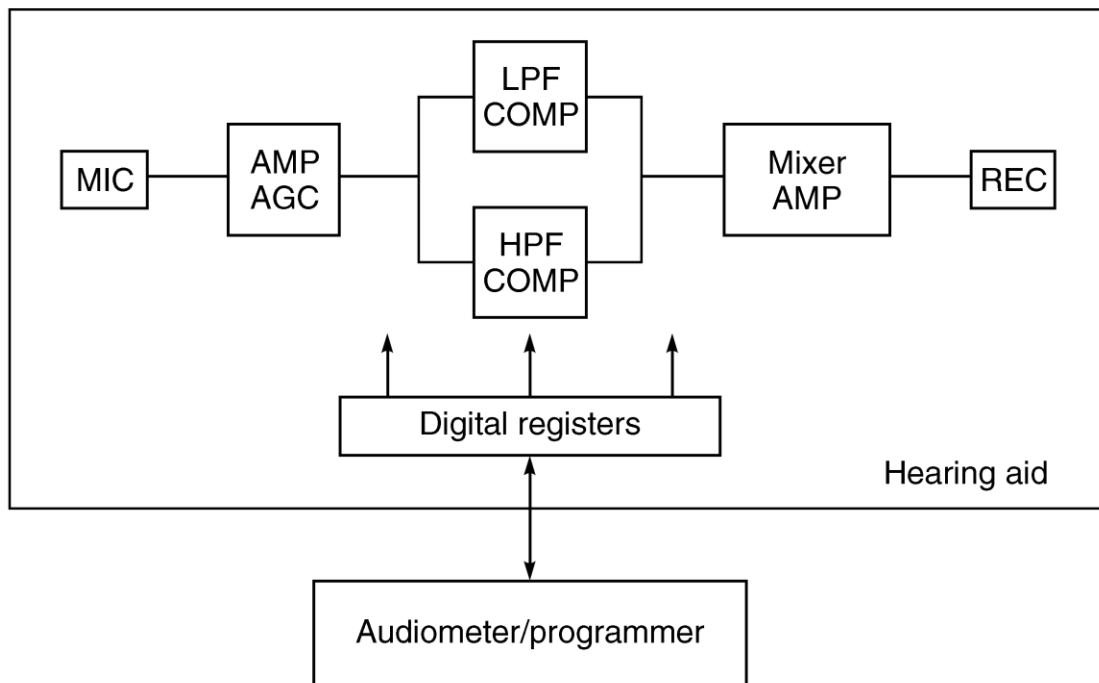 MIC
AMP
AGC
LPF
COMP
HPF
COMP
Mixer
AMP
REC
Digital registers
Hearing aid
Audiometer/programmer